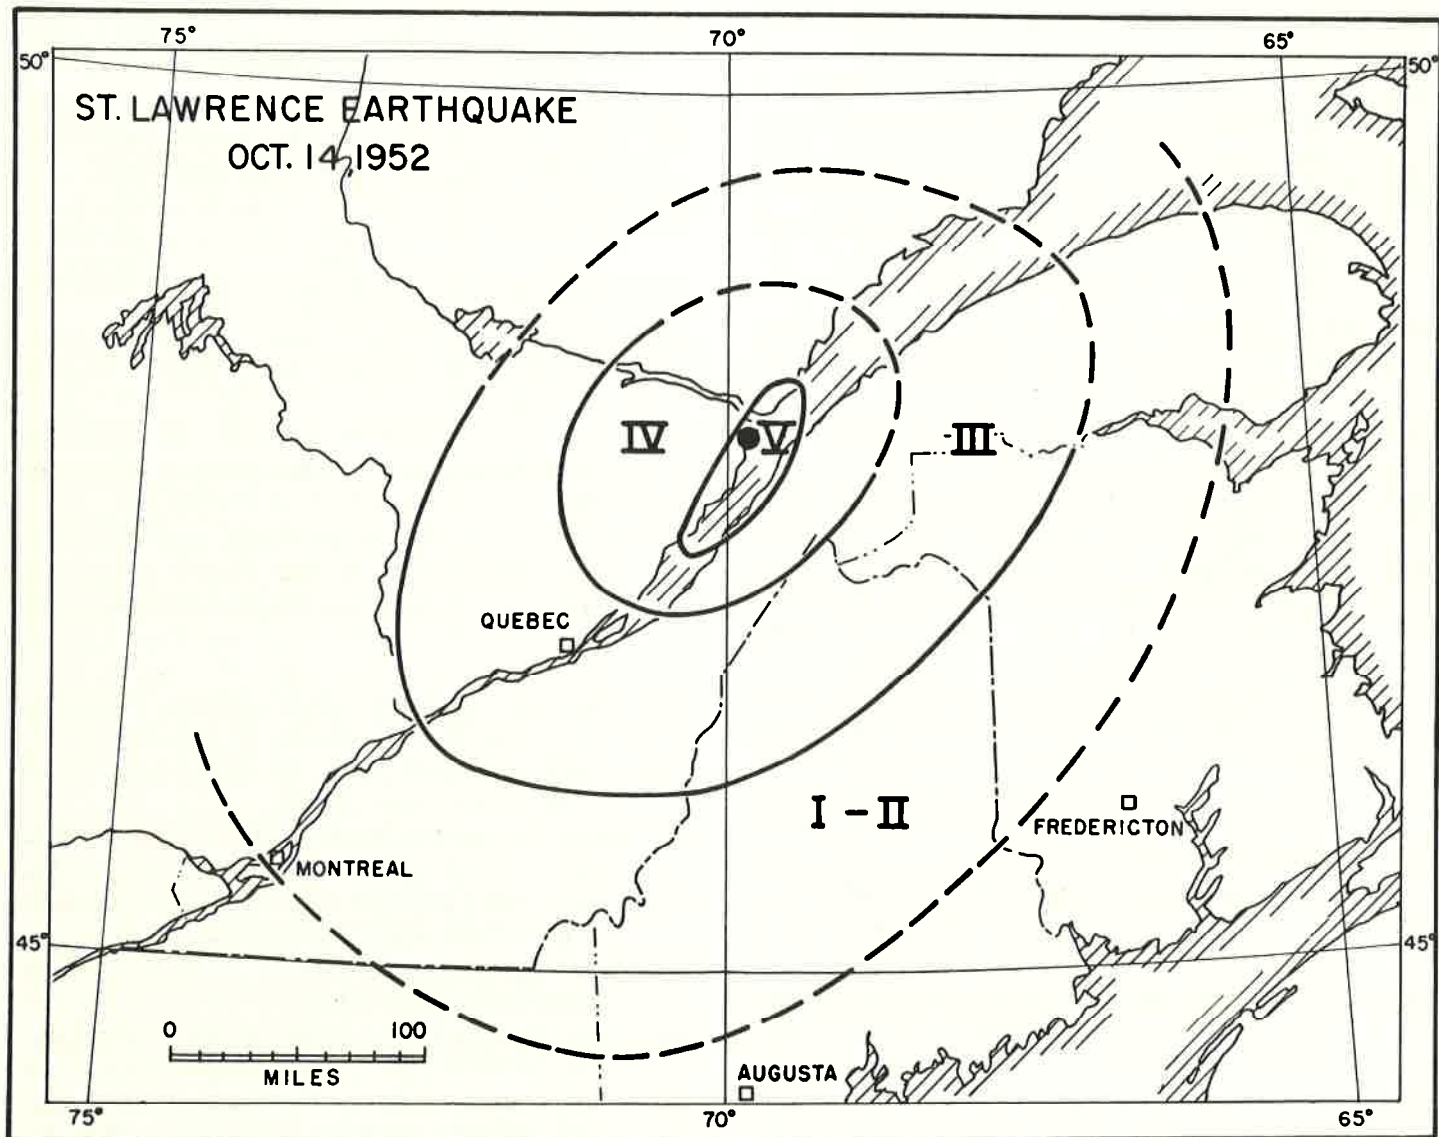 75° 70° 65°
50° 50°
ST. LAWRENCE EARTHQUAKE
OCT. 14, 1952
IV V III
QUEBEC
I - II
FREDERICTON
MONTREAL
45° 45°
0 100
MILES
AUGUSTA
75° 70° 65°